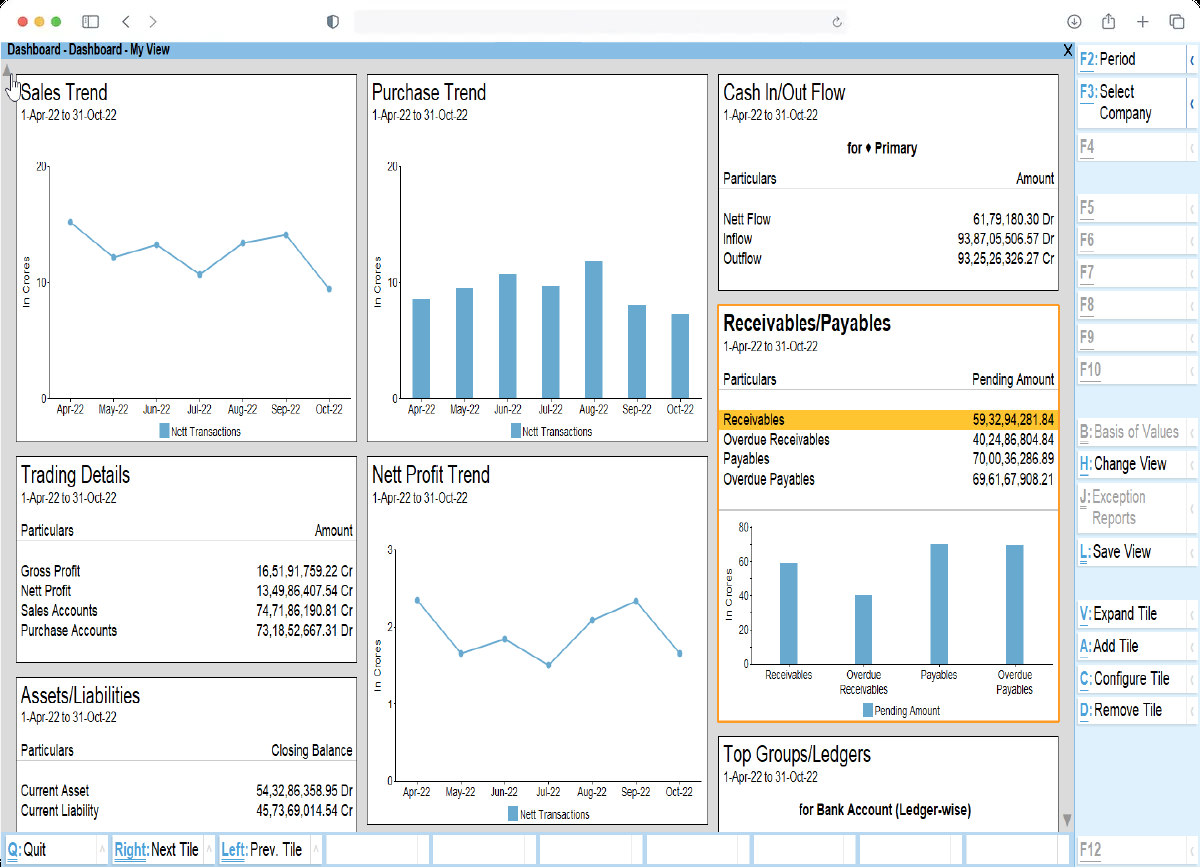 Dashboard - Dashboard - My View X
Sales Trend
1-Apr-22 to 31-Oct-22
20
10
0
In Crores
Apr-22 May-22 Jun-22 Jul-22 Aug-22 Sep-22 Oct-22
Nett Transactions
Purchase Trend
1-Apr-22 to 31-Oct-22
20
10
0
In Crores
Apr-22 May-22 Jun-22 Jul-22 Aug-22 Sep-22 Oct-22
Nett Transactions
Cash In/Out Flow
1-Apr-22 to 31-Oct-22
for ♦ Primary
Particulars Amount
Nett Flow 61,79,180.30 Dr
Inflow 93,87,05,506.57 Dr
Outflow 93,25,26,326.27 Cr
Receivables/Payables
1-Apr-22 to 31-Oct-22
Particulars Pending Amount
Receivables 59,32,94,281.84
Overdue Receivables 40,24,86,804.84
Payables 70,00,36,286.89
Overdue Payables 69,61,67,908.21
80
60
40
20
0
In Crores
Receivables Overdue Receivables Payables Overdue Payables
Pending Amount
Trading Details
1-Apr-22 to 31-Oct-22
Particulars Amount
Gross Profit 16,51,91,759.22 Cr
Nett Profit 13,49,86,407.54 Cr
Sales Accounts 74,71,86,190.81 Cr
Purchase Accounts 73,18,52,667.31 Dr
Nett Profit Trend
1-Apr-22 to 31-Oct-22
3
2
1
0
In Crores
Apr-22 May-22 Jun-22 Jul-22 Aug-22 Sep-22 Oct-22
Nett Transactions
Assets/Liabilities
1-Apr-22 to 31-Oct-22
Particulars Closing Balance
Current Asset 54,32,86,358.95 Dr
Current Liability 45,73,69,014.54 Cr
Top Groups/Ledgers
1-Apr-22 to 31-Oct-22
for Bank Account (Ledger-wise)
F2: Period
F3: Select
Company
F4
F5
F6
F7
F8
F9
F10
B: Basis of Values
H: Change View
J: Exception
Reports
L: Save View
V: Expand Tile
A: Add Tile
C: Configure Tile
D: Remove Tile
F12
Q: Quit Right: Next Tile Left: Prev. Tile